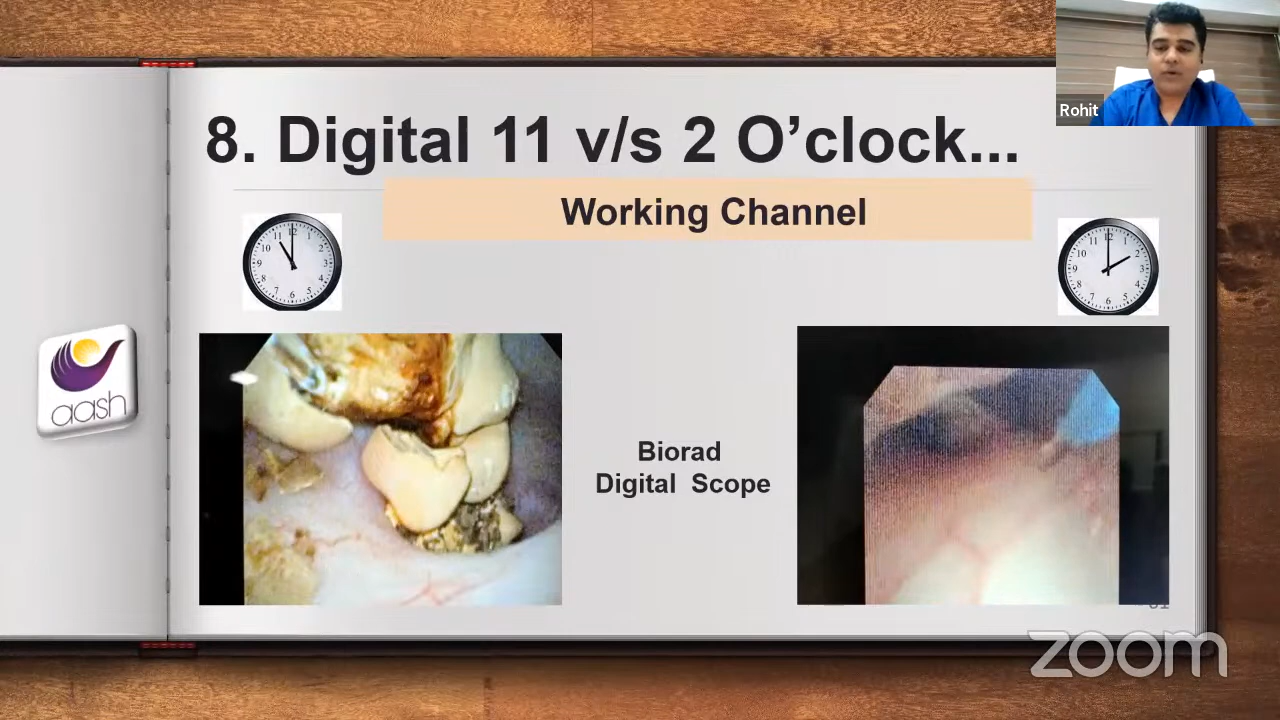 Rohit
8. Digital 11 v/s 2 O’clock...
Working Channel
aash
Biorad
Digital Scope
zoom